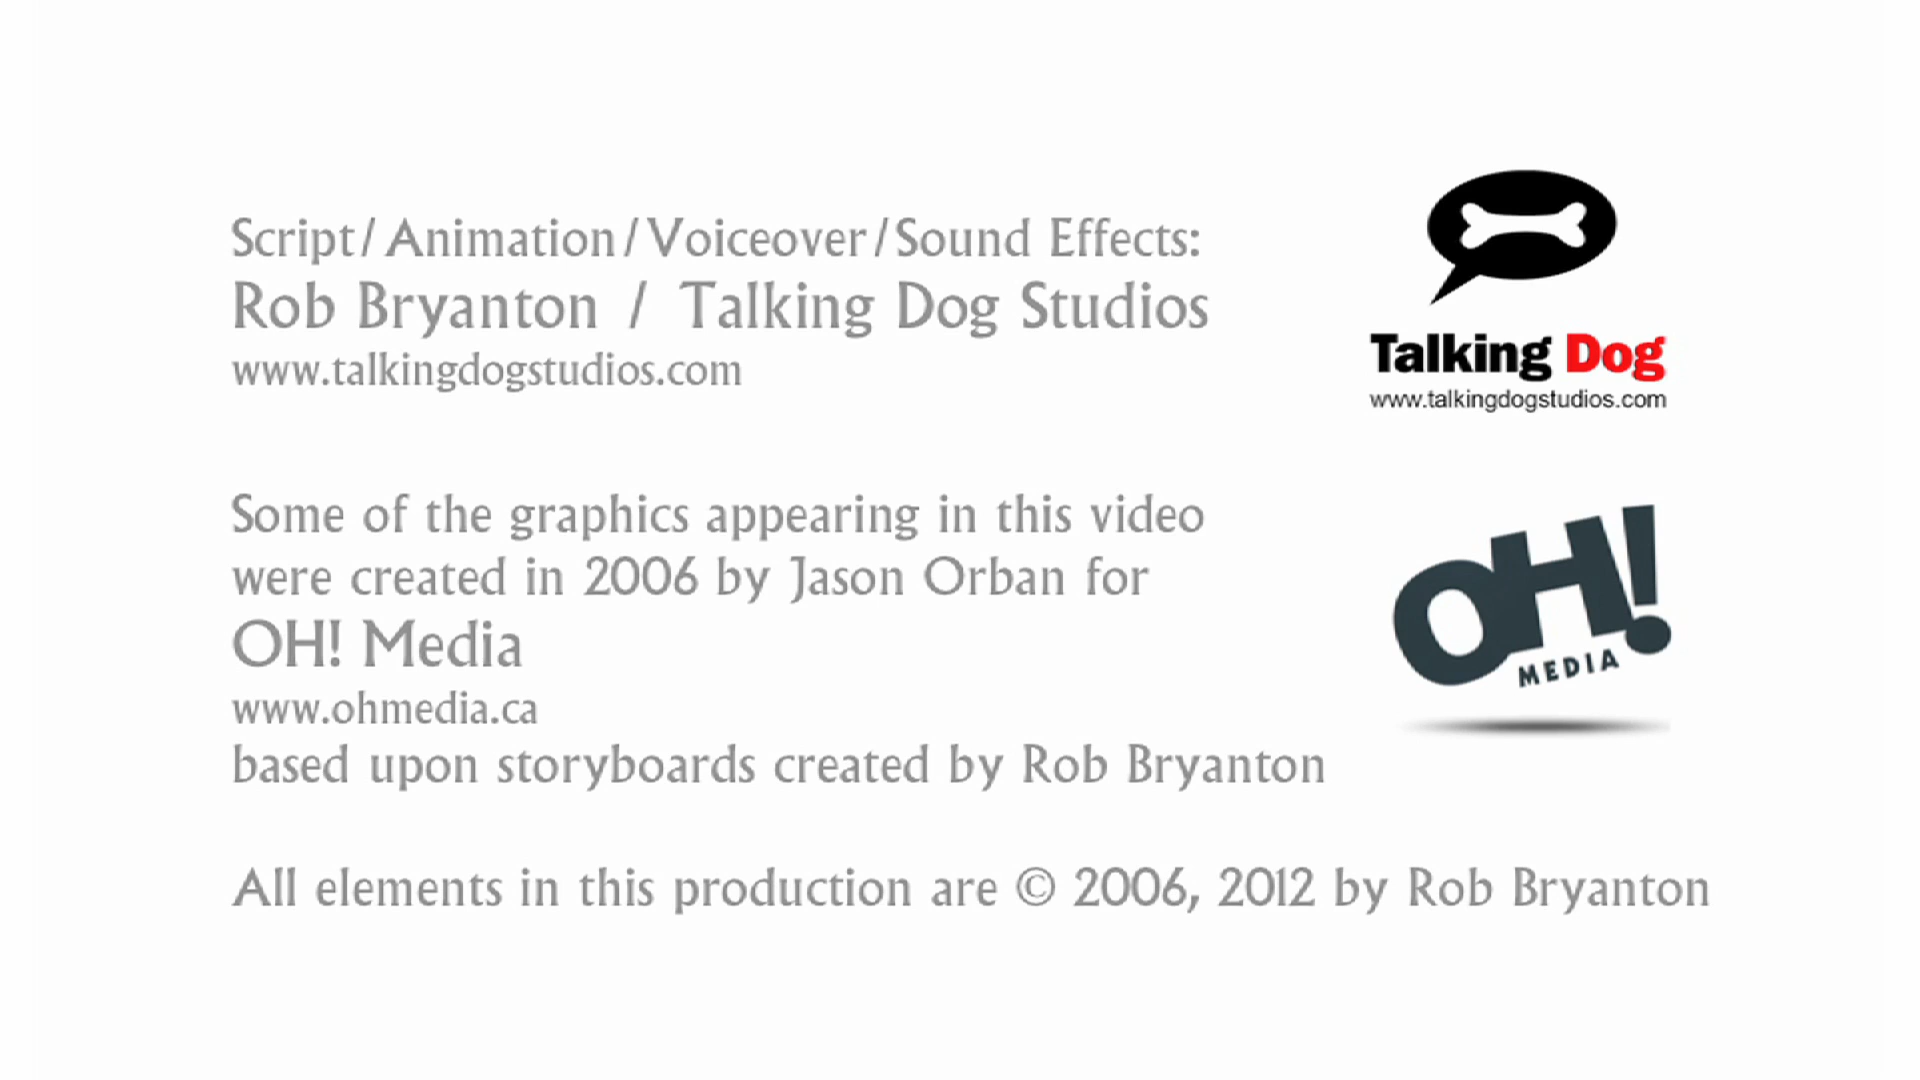 Script/Animation/Voiceover/Sound Effects:
Rob Bryanton / Talking Dog Studios
www.talkingdogstudios.com
Talking Dog
www.talkingdogstudios.com
Some of the graphics appearing in this video
were created in 2006 by Jason Orban for
OH! Media
www.ohmedia.ca
based upon storyboards created by Rob Bryanton
OH!
MEDIA
All elements in this production are © 2006, 2012 by Rob Bryanton